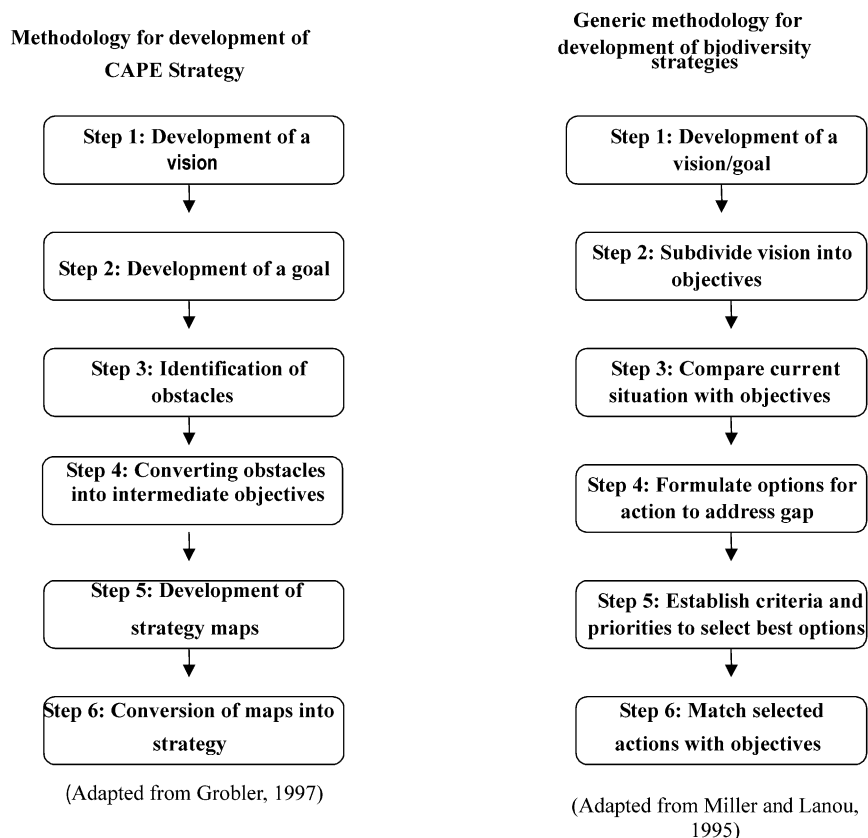 Methodology for development of
CAPE Strategy
Step 1: Development of a
vision
Step 2: Development of a goal
Step 3: Identification of
obstacles
Step 4: Converting obstacles
into intermediate objectives
Step 5: Development of
strategy maps
Step 6: Conversion of maps into
strategy
(Adapted from Grobler, 1997)
Generic methodology for
development of biodiversity
strategies
Step 1: Development of a
vision/goal
Step 2: Subdivide vision into
objectives
Step 3: Compare current
situation with objectives
Step 4: Formulate options for
action to address gap
Step 5: Establish criteria and
priorities to select best options
Step 6: Match selected
actions with objectives
(Adapted from Miller and Lanou,
1995)